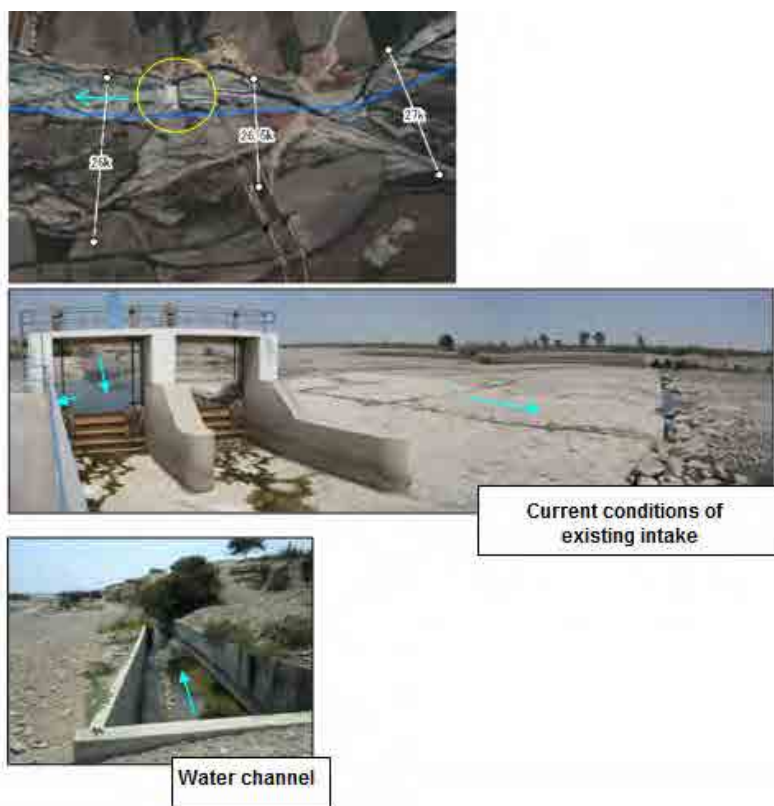 26k
26.5k
27k
Current conditions of
existing intake
Water channel